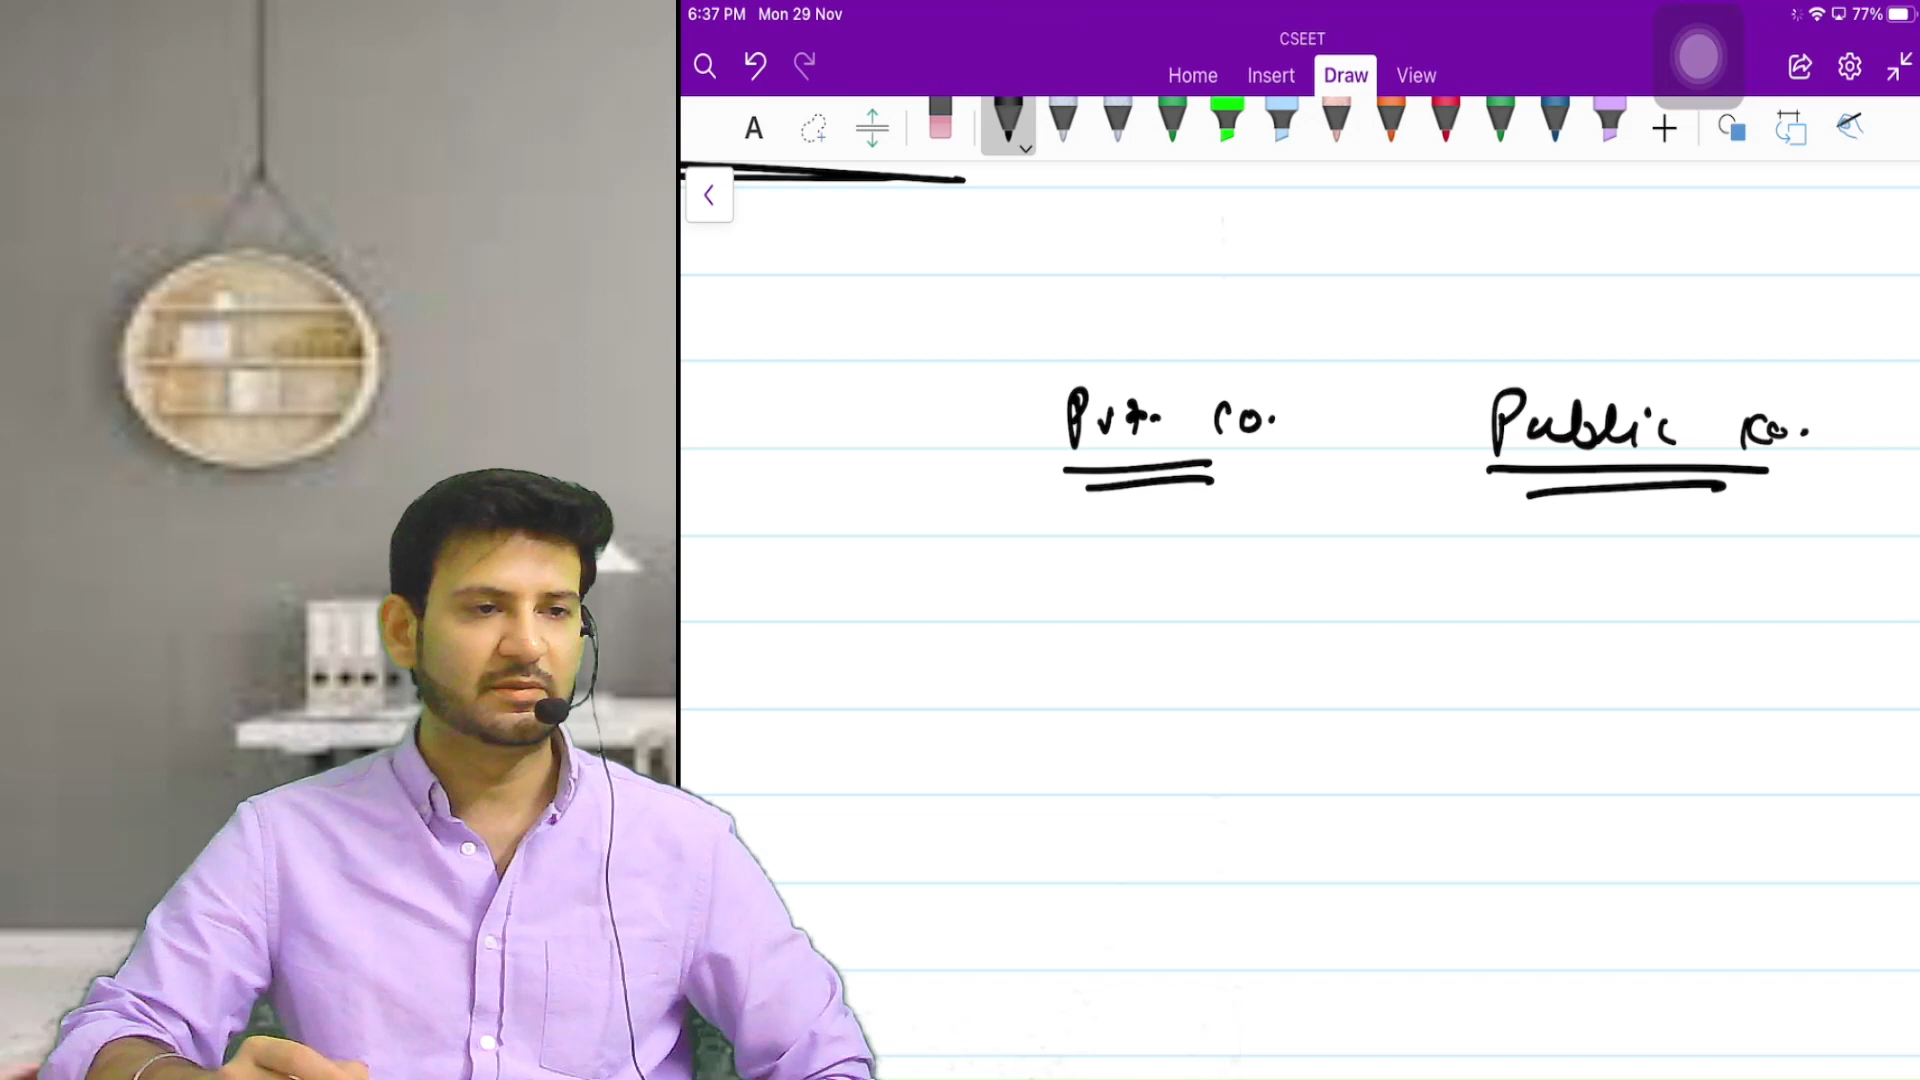 6:37 PM Mon 29 Nov 77%
CSEET
Home Insert Draw View
A
Pvt. co. Public co.